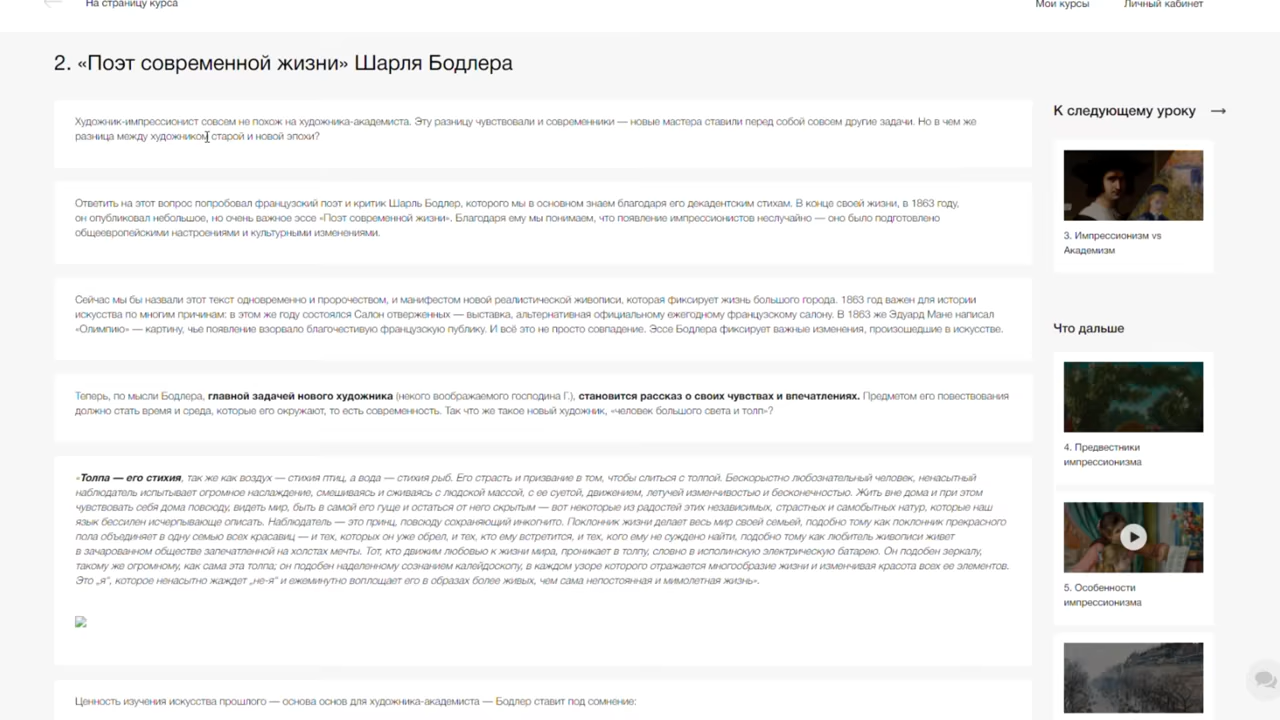 На страницу курса
Мои курсы
Личный кабинет
2. «Поэт современной жизни» Шарля Бодлера
Художник-импрессионист совсем не похож на художника-академиста. Эту разницу чувствовали и современники — новые мастера ставили перед собой совсем другие задачи. Но в чем же
разница между художником старой и новой эпохи?
Ответить на этот вопрос попробовал французский поэт и критик Шарль Бодлер, которого мы в основном знаем благодаря его декадентским стихам. В конце своей жизни, в 1863 году,
он опубликовал небольшое, но очень важное эссе «Поэт современной жизни». Благодаря ему мы понимаем, что появление импрессионистов неслучайно — оно было подготовлено
общеевропейскими настроениями и культурными изменениями.
Сейчас мы бы назвали этот текст одновременно и пророчеством, и манифестом новой реалистической живописи, которая фиксирует жизнь большого города. 1863 год важен для истории
искусства по многим причинам: в этом же году состоялся Салон отверженных — выставка, альтернативная официальному ежегодному французскому салону. В 1863 же Эдуард Мане написал
«Олимпию» — картину, чье появление взорвало благочестивую французскую публику. И всё это не просто совпадение. Эссе Бодлера фиксирует важные изменения, произошедшие в искусстве.
Теперь, по мысли Бодлера, главной задачей нового художника (некого воображаемого господина Г.), становится рассказ о своих чувствах и впечатлениях. Предметом его повествования
должно стать время и среда, которые его окружают, то есть современность. Так что же такое новый художник, «человек большого света и толп»?
«Толпа — его стихия, так же как воздух — стихия птиц, а вода — стихия рыб. Его страсть и призвание в том, чтобы слиться с толпой. Бескорыстно любознательный человек, ненасытный
наблюдатель испытывает огромное наслаждение, смешиваясь и сживаясь с людской массой, с ее суетой, движением, летучей изменчивостью и бесконечностью. Жить вне дома и при этом
чувствовать себя дома повсюду, видеть мир, быть в самой его гуще и остаться от него скрытым — вот некоторые из радостей этих независимых, страстных и самобытных натур, которые наш
язык бессилен исчерпывающе описать. Наблюдатель — это принц, повсюду сохраняющий инкогнито. Поклонник жизни делает весь мир своей семьей, подобно тому как поклонник прекрасного
пола объединяет в одну семью всех красавиц — и тех, которых он уже обрел, и тех, кто ему встретится, и тех, кого ему не суждено найти, подобно тому как любитель живописи живет
в зачарованном обществе запечатленной на холстах мечты. Тот, кто движим любовью к жизни мира, проникает в толпу, словно в исполинскую электрическую батарею. Он подобен зеркалу,
такому же огромному, как сама эта толпа; он подобен наделенному сознанием калейдоскопу, в каждом узоре которого отражается многообразие жизни и изменчивая красота всех ее элементов.
Это „я“, которое ненасытно жаждет „не-я“ и ежеминутно воплощает его в образах более живых, чем сама непостоянная и мимолетная жизнь».
Ценность изучения искусства прошлого — основа основ для художника-академиста — Бодлер ставит под сомнение:
К следующему уроку →
3. Импрессионизм vs
Академизм
Что дальше
4. Предвестники
импрессионизма
5. Особенности
импрессионизма